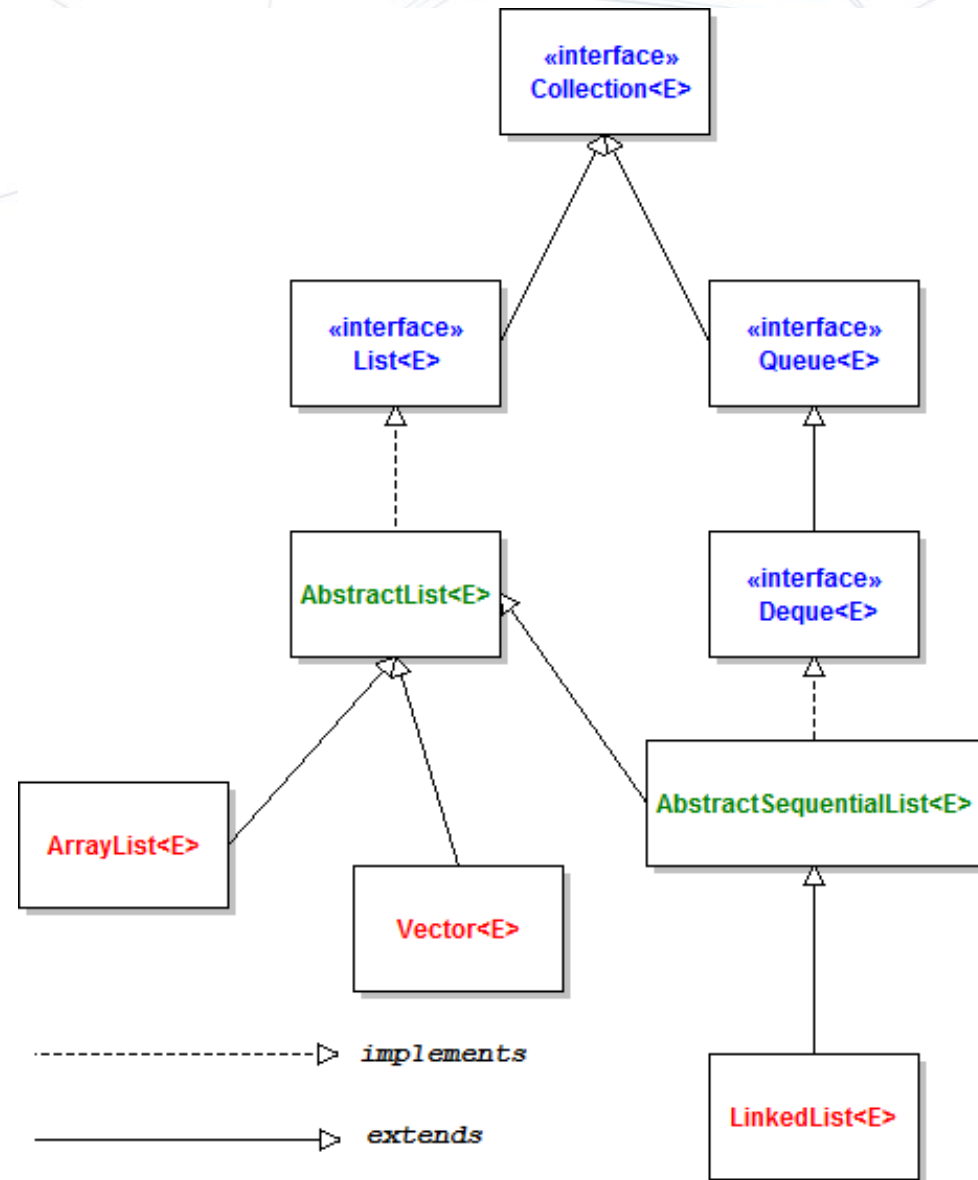 «interface»
Collection<E>
«interface»
List<E>
«interface»
Queue<E>
AbstractList<E>
«interface»
Deque<E>
AbstractSequentialList<E>
ArrayList<E>
Vector<E>
implements
LinkedList<E>
extends